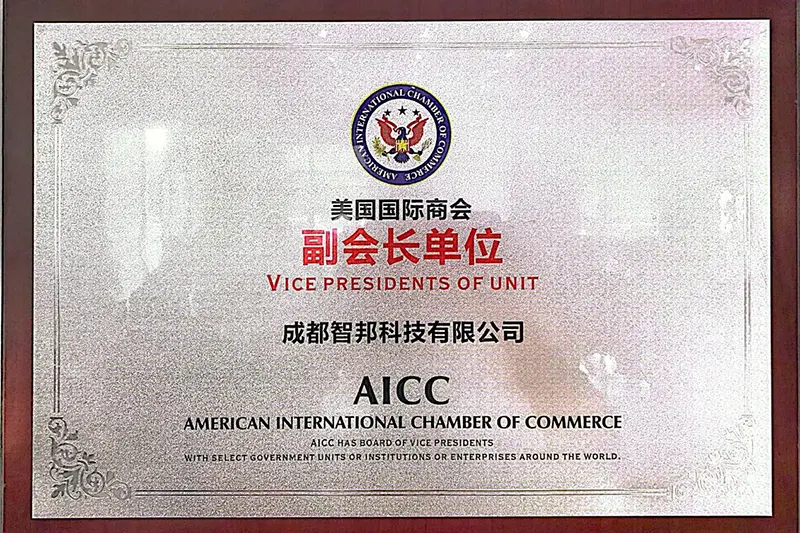 AMERICAN INTERNATIONAL CHAMBER OF COMMERCE
美国国际商会
副会长单位
VICE PRESIDENTS OF UNIT
成都智邦科技有限公司
AICC
AMERICAN INTERNATIONAL CHAMBER OF COMMERCE
AICC HAS BOARD OF VICE PRESIDENTS
WITH SELECT GOVERNMENT UNITS OR INSTITUTIONS OR ENTERPRISES AROUND THE WORLD.